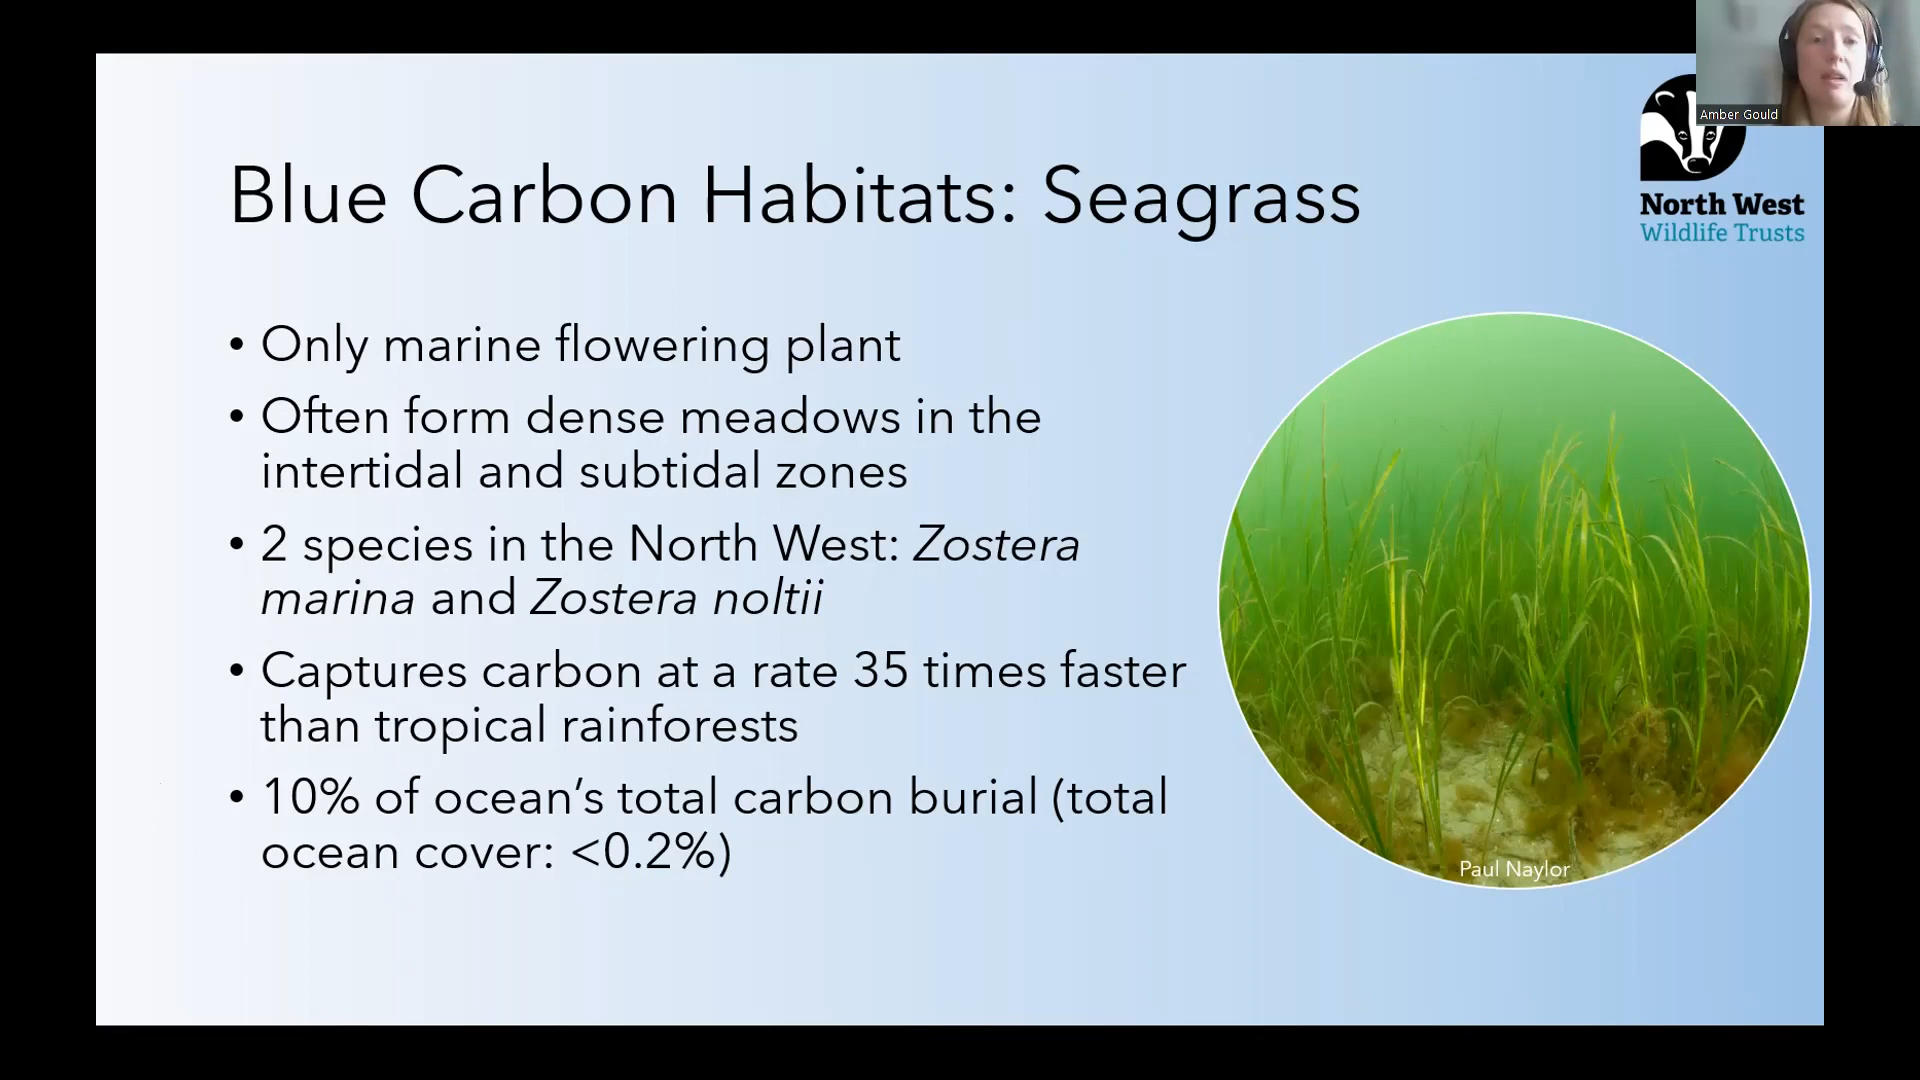 Amber Gould
North West
Wildlife Trusts
Blue Carbon Habitats: Seagrass
• Only marine flowering plant
• Often form dense meadows in the
intertidal and subtidal zones
• 2 species in the North West: Zostera
marina and Zostera noltii
• Captures carbon at a rate 35 times faster
than tropical rainforests
• 10% of ocean’s total carbon burial (total
ocean cover: <0.2%)
Paul Naylor